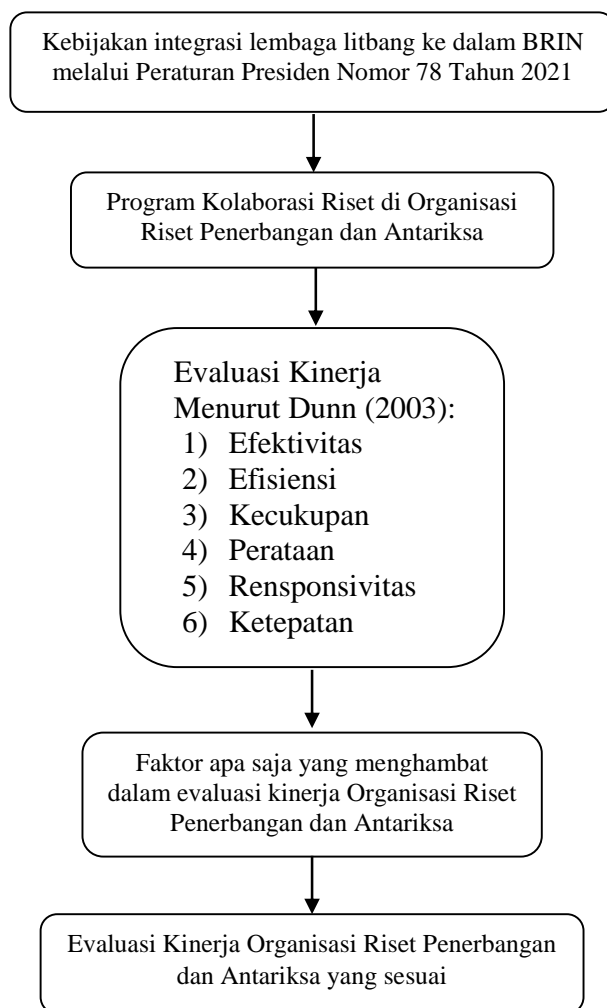 Kebijakan integrasi lembaga litbang ke dalam BRIN
melalui Peraturan Presiden Nomor 78 Tahun 2021
Program Kolaborasi Riset di Organisasi
Riset Penerbangan dan Antariksa
Evaluasi Kinerja
Menurut Dunn (2003):
1) Efektivitas
2) Efisiensi
3) Kecukupan
4) Perataan
5) Rensponsivitas
6) Ketepatan
Faktor apa saja yang menghambat
dalam evaluasi kinerja Organisasi Riset
Penerbangan dan Antariksa
Evaluasi Kinerja Organisasi Riset Penerbangan
dan Antariksa yang sesuai